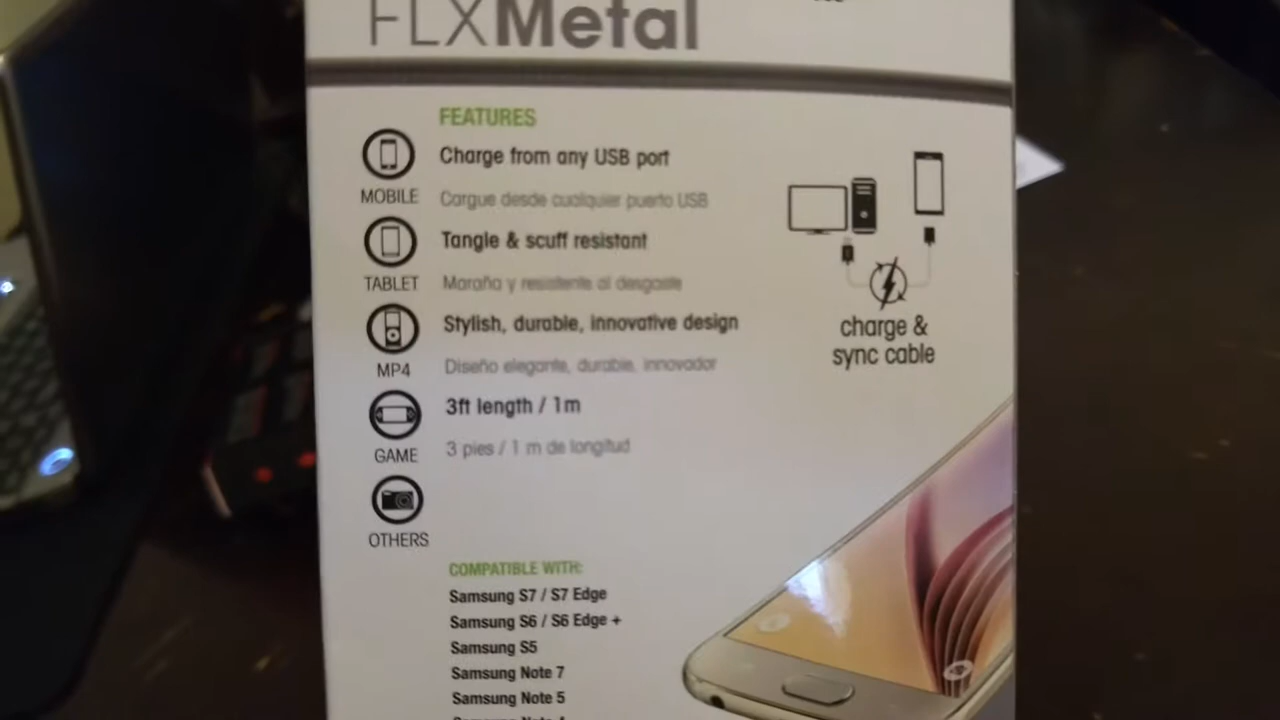 FLXMetal
FEATURES
Charge from any USB port
MOBILE
Cargue desde cualquier puerto USB
Tangle & scuff resistant
TABLET
Maraña y resistente al desgaste
Stylish, durable, innovative design
MP4
Diseño elegante, durable, innovador
3ft length / 1m
GAME
3 pies / 1 m de longitud
OTHERS
charge &
sync cable
COMPATIBLE WITH:
Samsung S7 / S7 Edge
Samsung S6 / S6 Edge +
Samsung S5
Samsung Note 7
Samsung Note 5